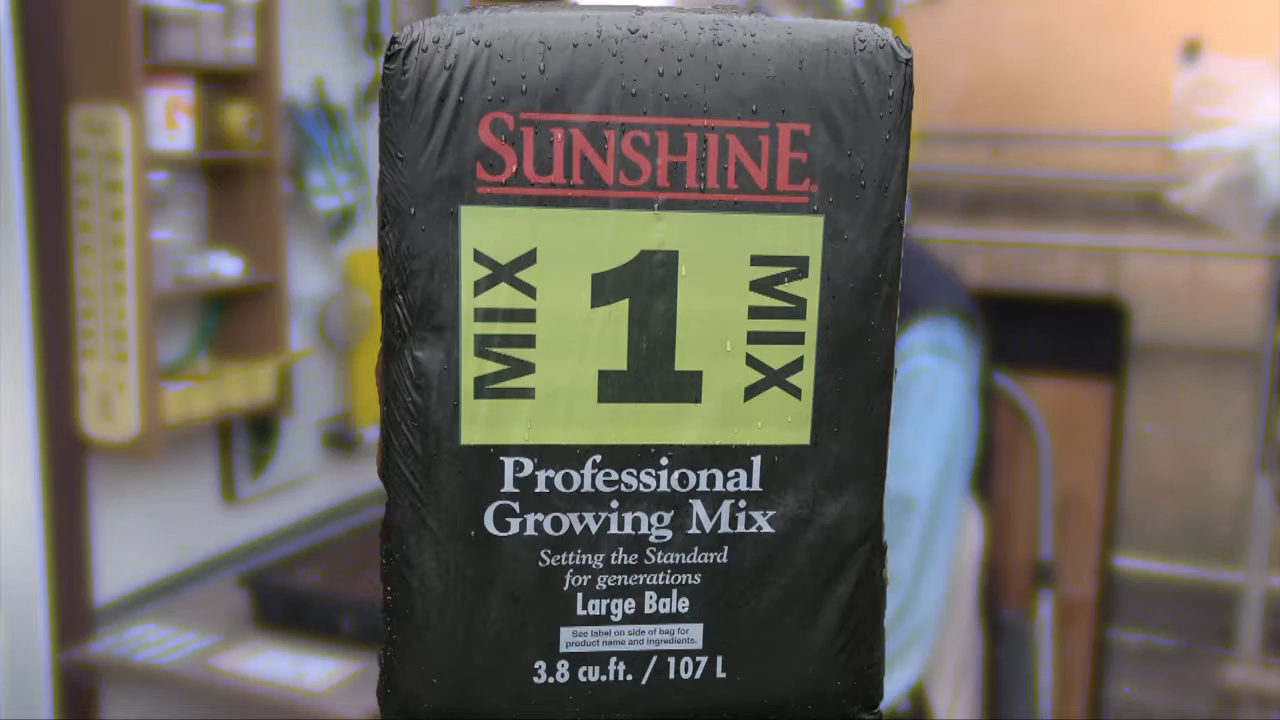 SUNSHINE
MIX 1 MIX
Professional
Growing Mix
Setting the Standard
for generations
Large Bale
See label on side of bag for
product name and ingredients.
3.8 cu.ft. / 107 L